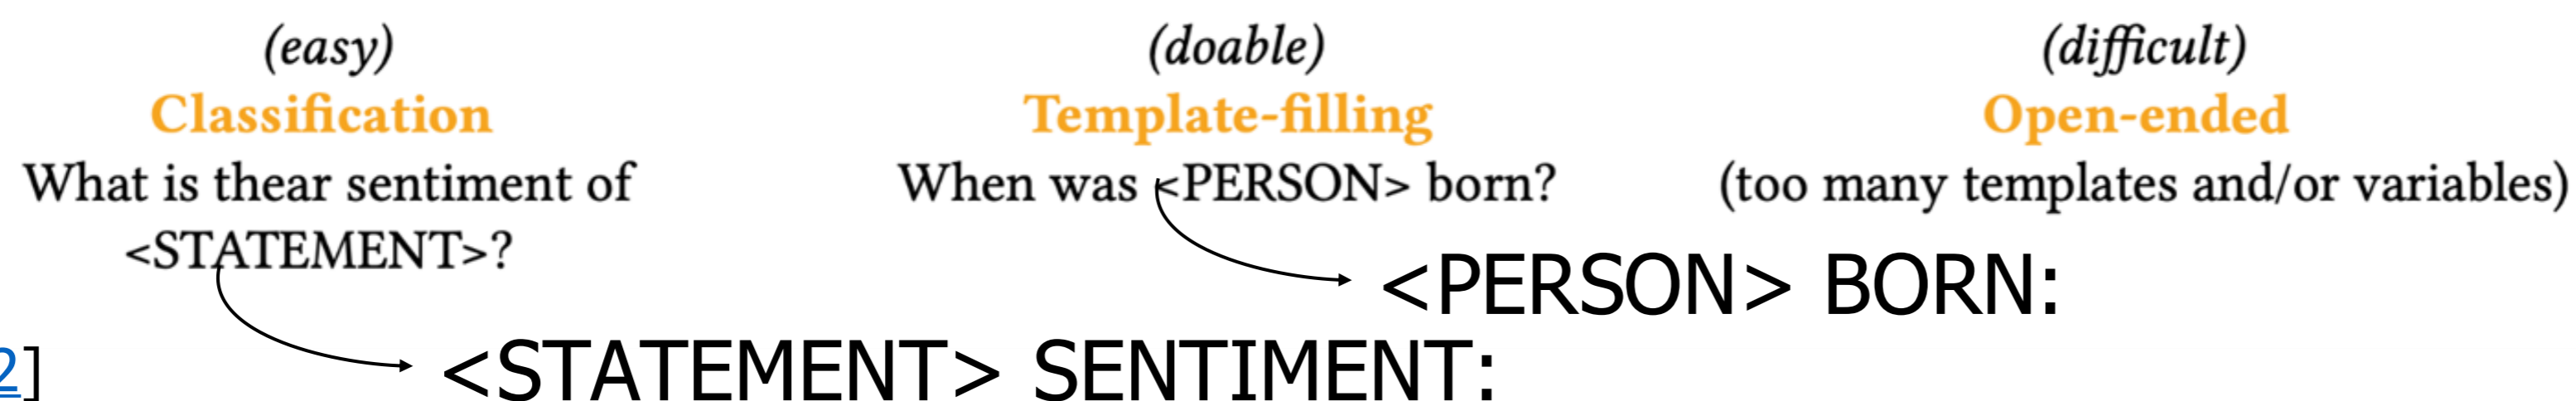 (easy)
Classification
What is thear sentiment of
<STATEMENT>?
<STATEMENT> SENTIMENT:
(doable)
Template-filling
When was <PERSON> born?
<PERSON> BORN:
(difficult)
Open-ended
(too many templates and/or variables)
2]